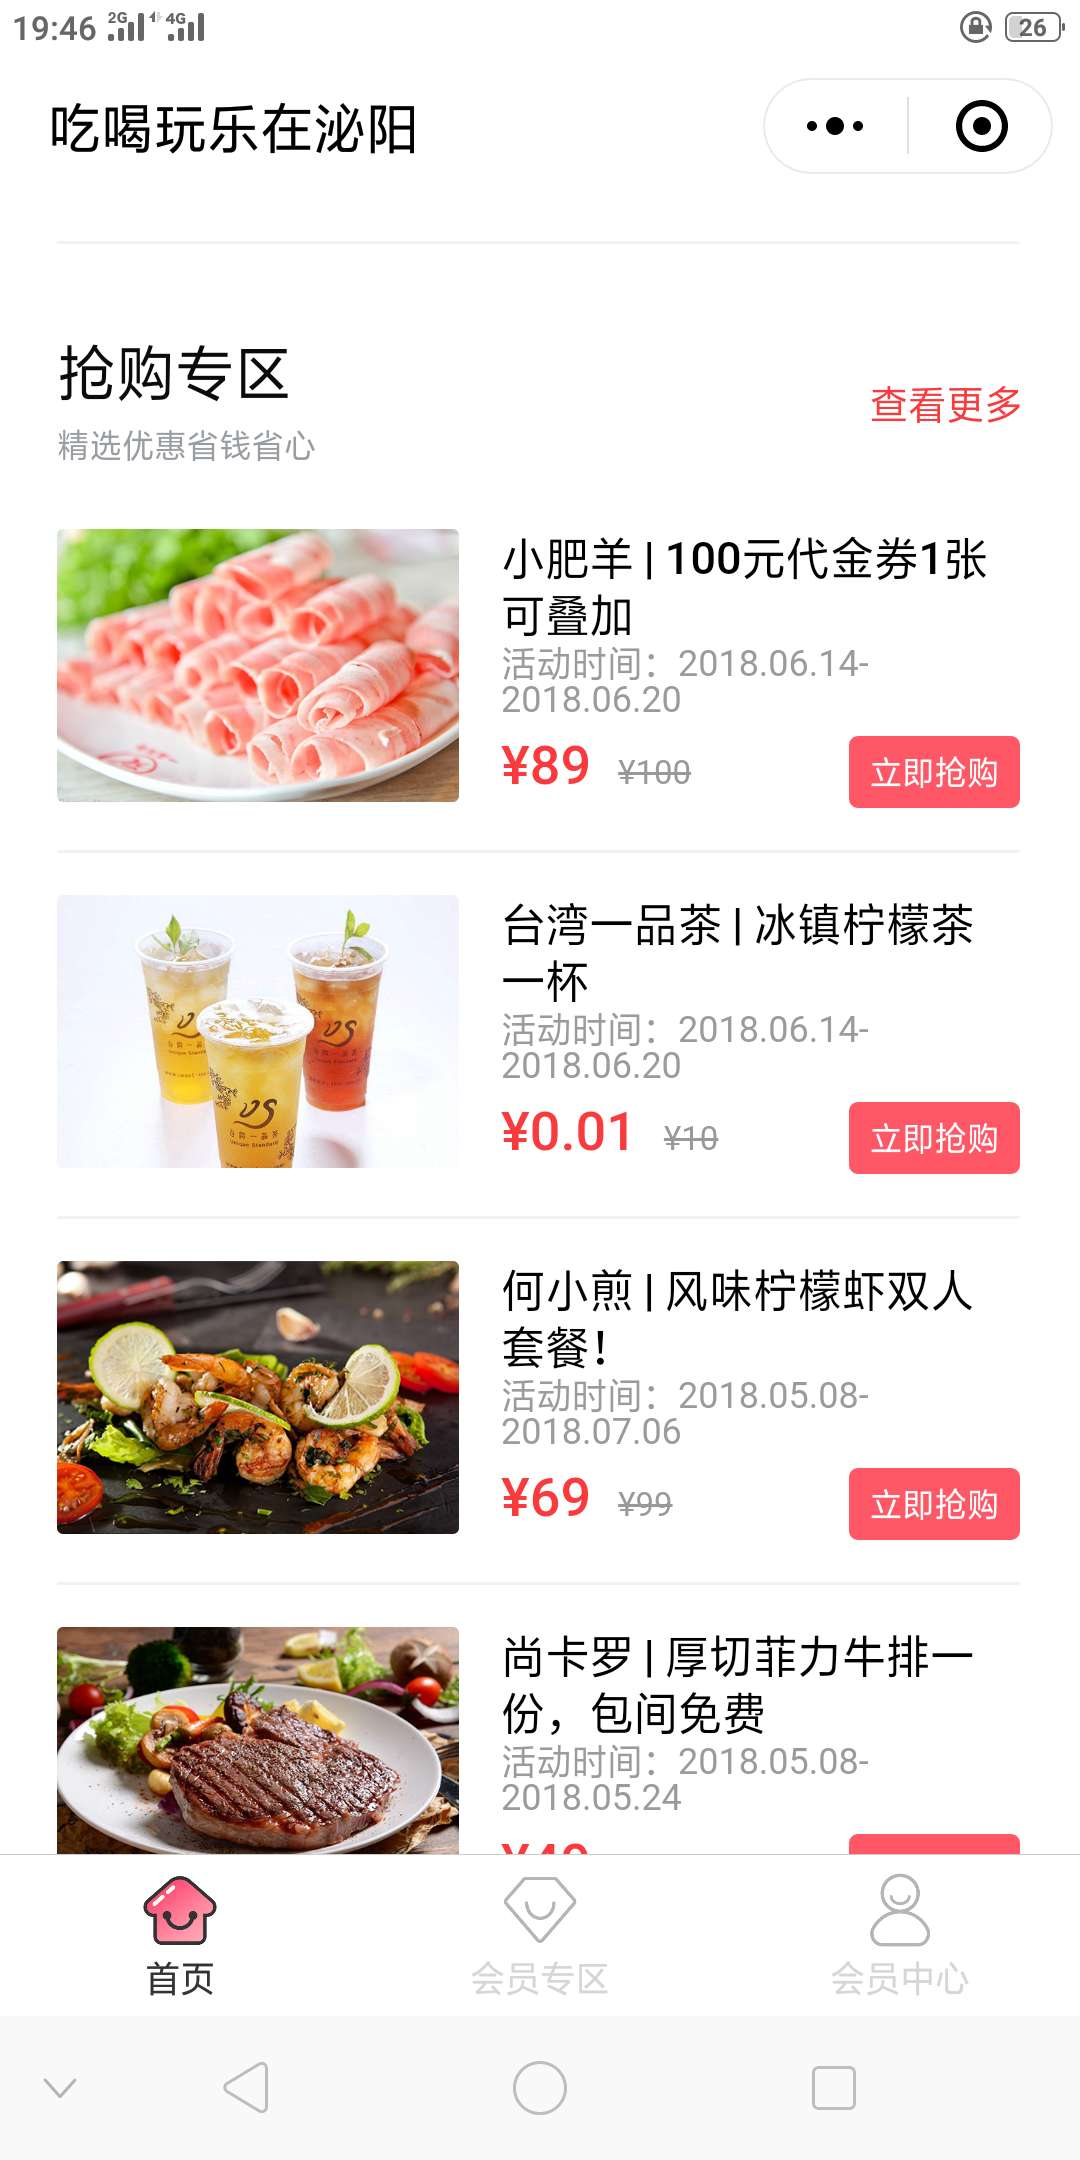 19:46 2G 4G 26
吃喝玩乐在泌阳
抢购专区
查看更多
精选优惠省钱省心
小肥羊 | 100元代金券1张
可叠加
活动时间：2018.06.14-
2018.06.20
¥89 ¥100 立即抢购
台湾一品茶 | 冰镇柠檬茶
一杯
活动时间：2018.06.14-
2018.06.20
¥0.01 ¥10 立即抢购
何小煎 | 风味柠檬虾双人
套餐！
活动时间：2018.05.08-
2018.07.06
¥69 ¥99 立即抢购
尚卡罗 | 厚切菲力牛排一
份，包间免费
活动时间：2018.05.08-
2018.05.24
首页 会员专区 会员中心